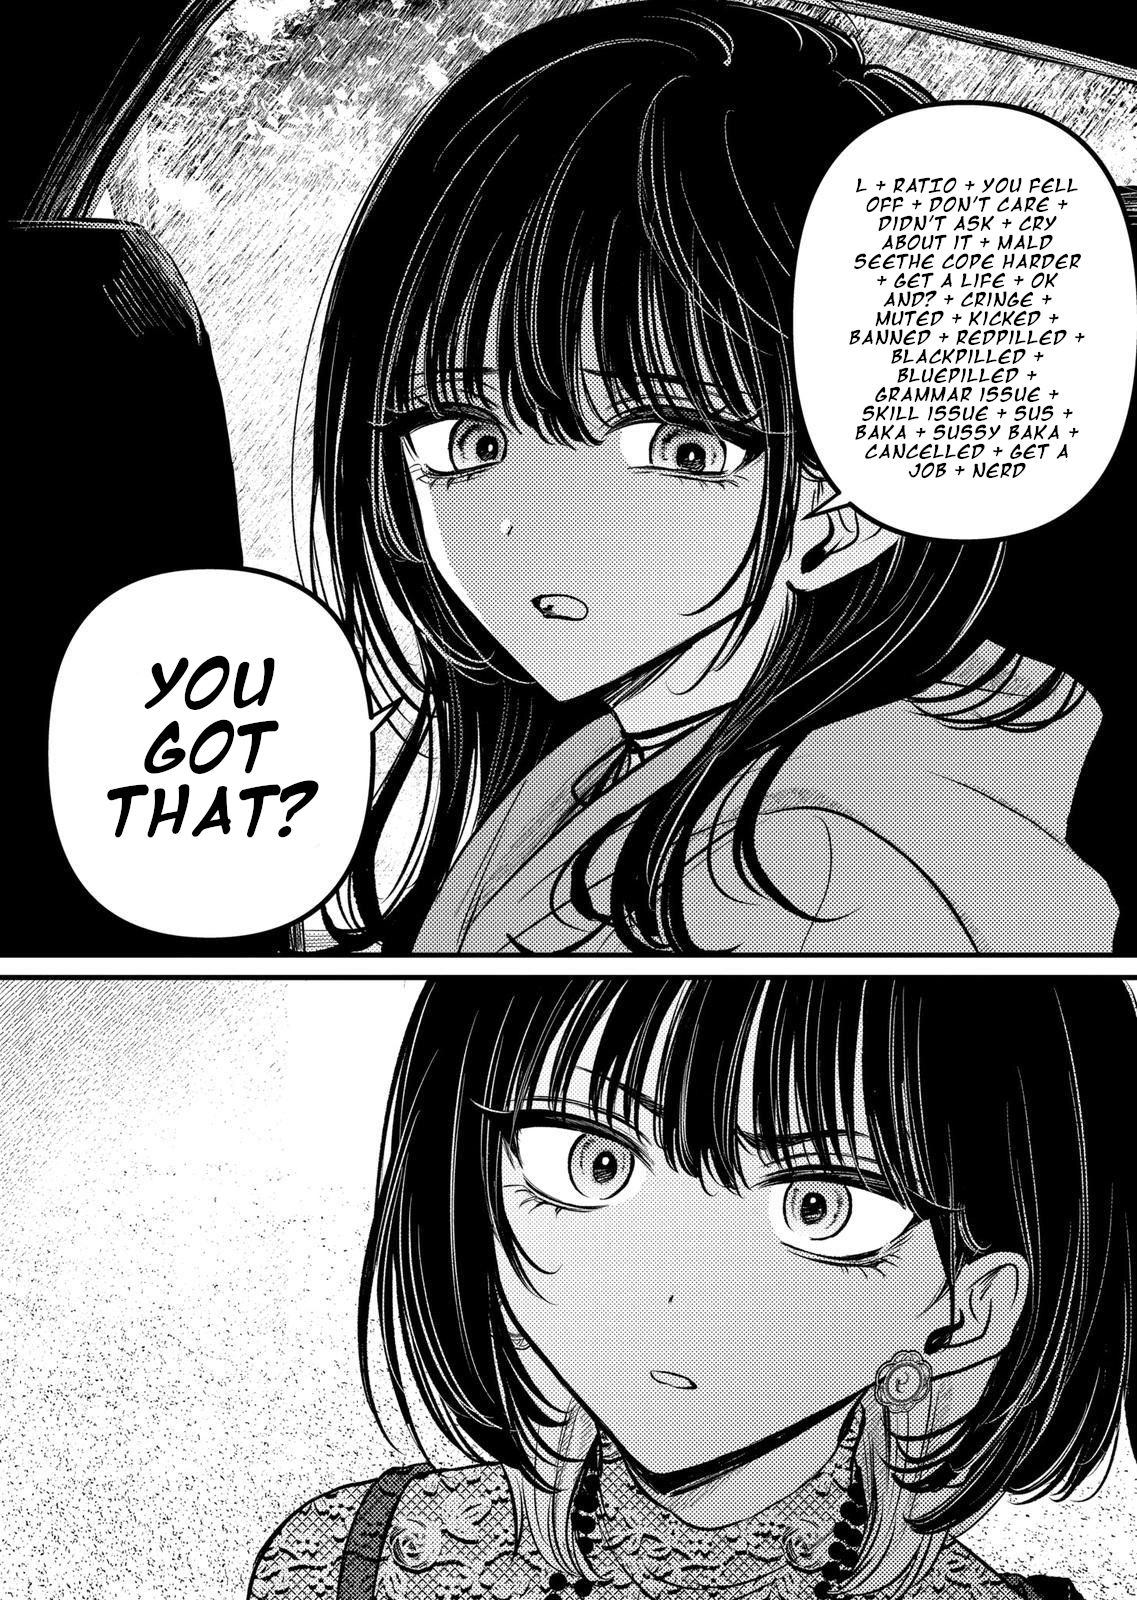 L + RATIO + YOU FELL
OFF + DON'T CARE +
DIDN'T ASK + CRY
ABOUT IT + MALD
SEETHE COPE HARDER
+ GET A LIFE + OK
AND? + CRINGE +
MUTED + KICKED +
BANNED + REDPILLED +
BLACKPILLED +
BLUEPILLED +
GRAMMAR ISSUE +
SKILL ISSUE + SUS +
BAKA + SUSSY BAKA +
CANCELLED + GET A
JOB + NERD
YOU
GOT
THAT?